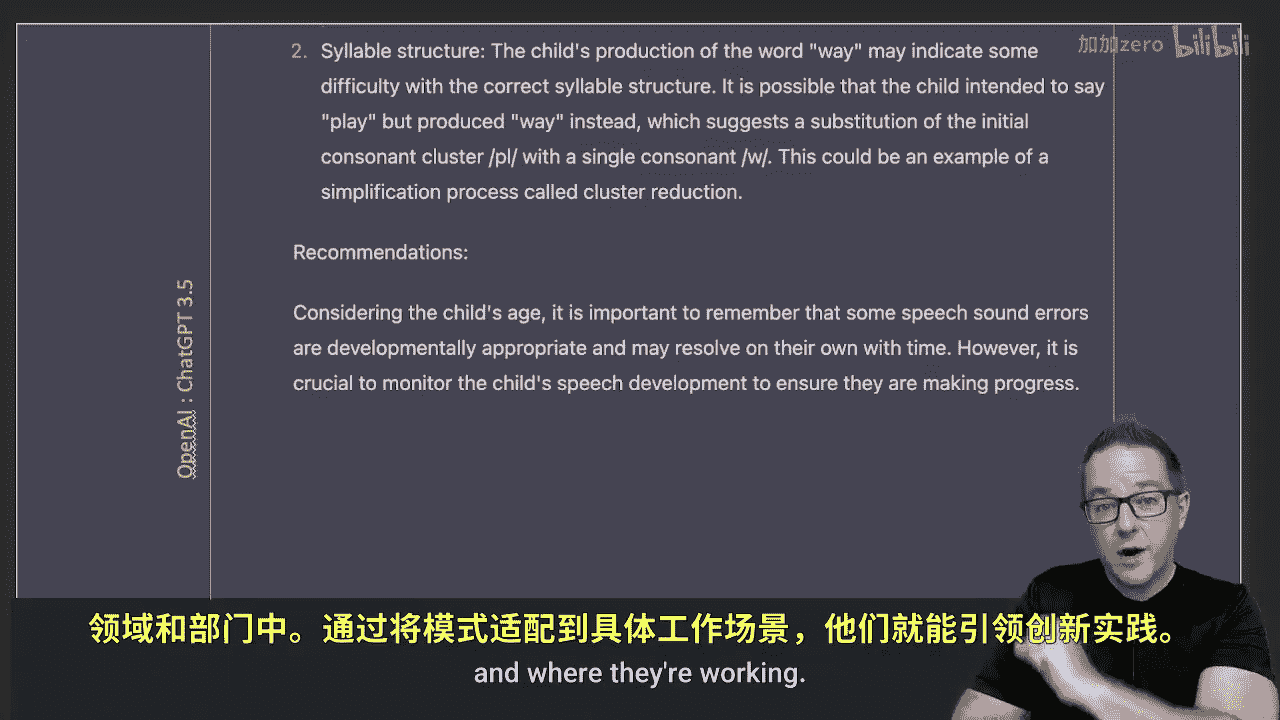 加加zero bilibili
2. Syllable structure: The child's production of the word "way" may indicate some
difficulty with the correct syllable structure. It is possible that the child intended to say
"play" but produced "way" instead, which suggests a substitution of the initial
consonant cluster /pl/ with a single consonant /w/. This could be an example of a
simplification process called cluster reduction.
Recommendations:
Considering the child's age, it is important to remember that some speech sound errors
are developmentally appropriate and may resolve on their own with time. However, it is
crucial to monitor the child's speech development to ensure they are making progress.
OpenAI : ChatGPT 3.5
领域和部门中。通过将模式适配到具体工作场景，他们就能引领创新实践。
and where they're working.